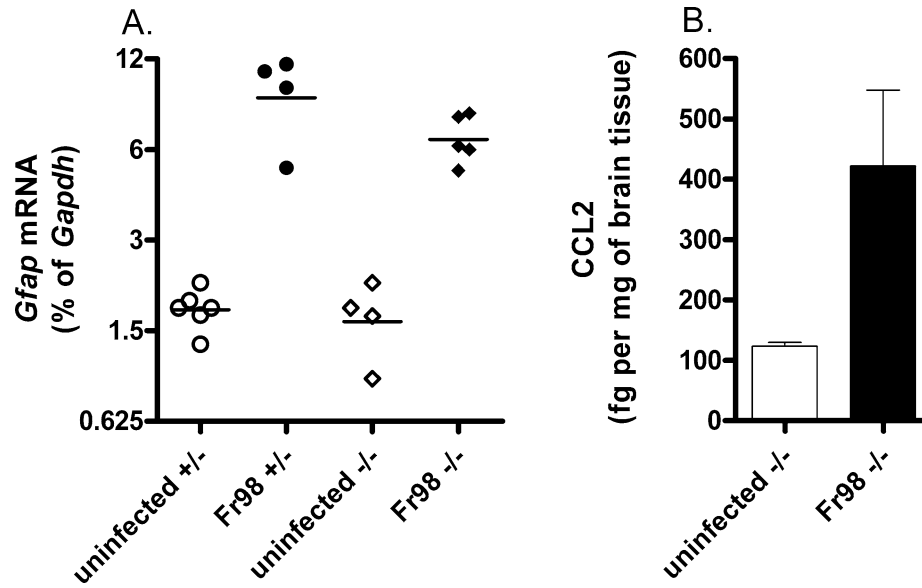 A.
Gfap mRNA
(% of Gapdh)
12
6
3
1.5
0.625
uninfected +/-
Fr98 +/-
uninfected -/-
Fr98 -/-
B.
CCL2
(fg per mg of brain tissue)
600
500
400
300
200
100
0
uninfected -/-
Fr98 -/-